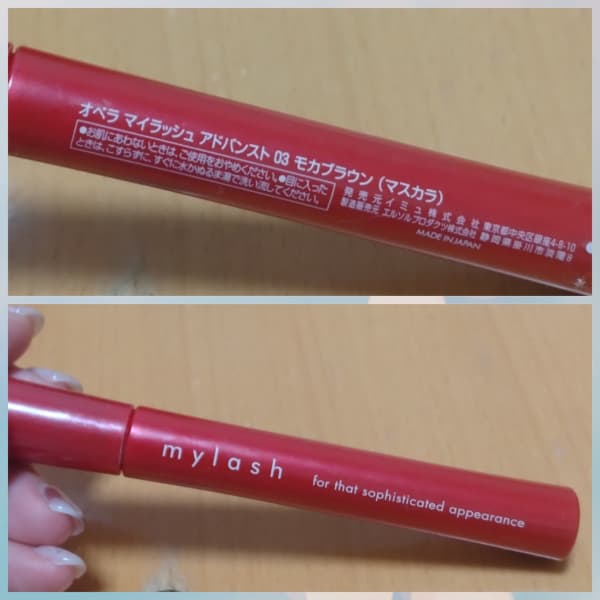 オペラ マイラッシュ アドバンスト 03 モカブラウン (マスカラ)
●お肌にあわないときは、ご使用をおやめください。●目に入った
ときは、こすらずに、すぐに水かぬるま湯で洗い流してください。
発売元 イミュ株式会社 東京都中央区銀座4-8-10
製造販売元 エルソルプロダクツ株式会社 静岡県掛川市淡陽8
MADE IN JAPAN
mylash
for that sophisticated appearance